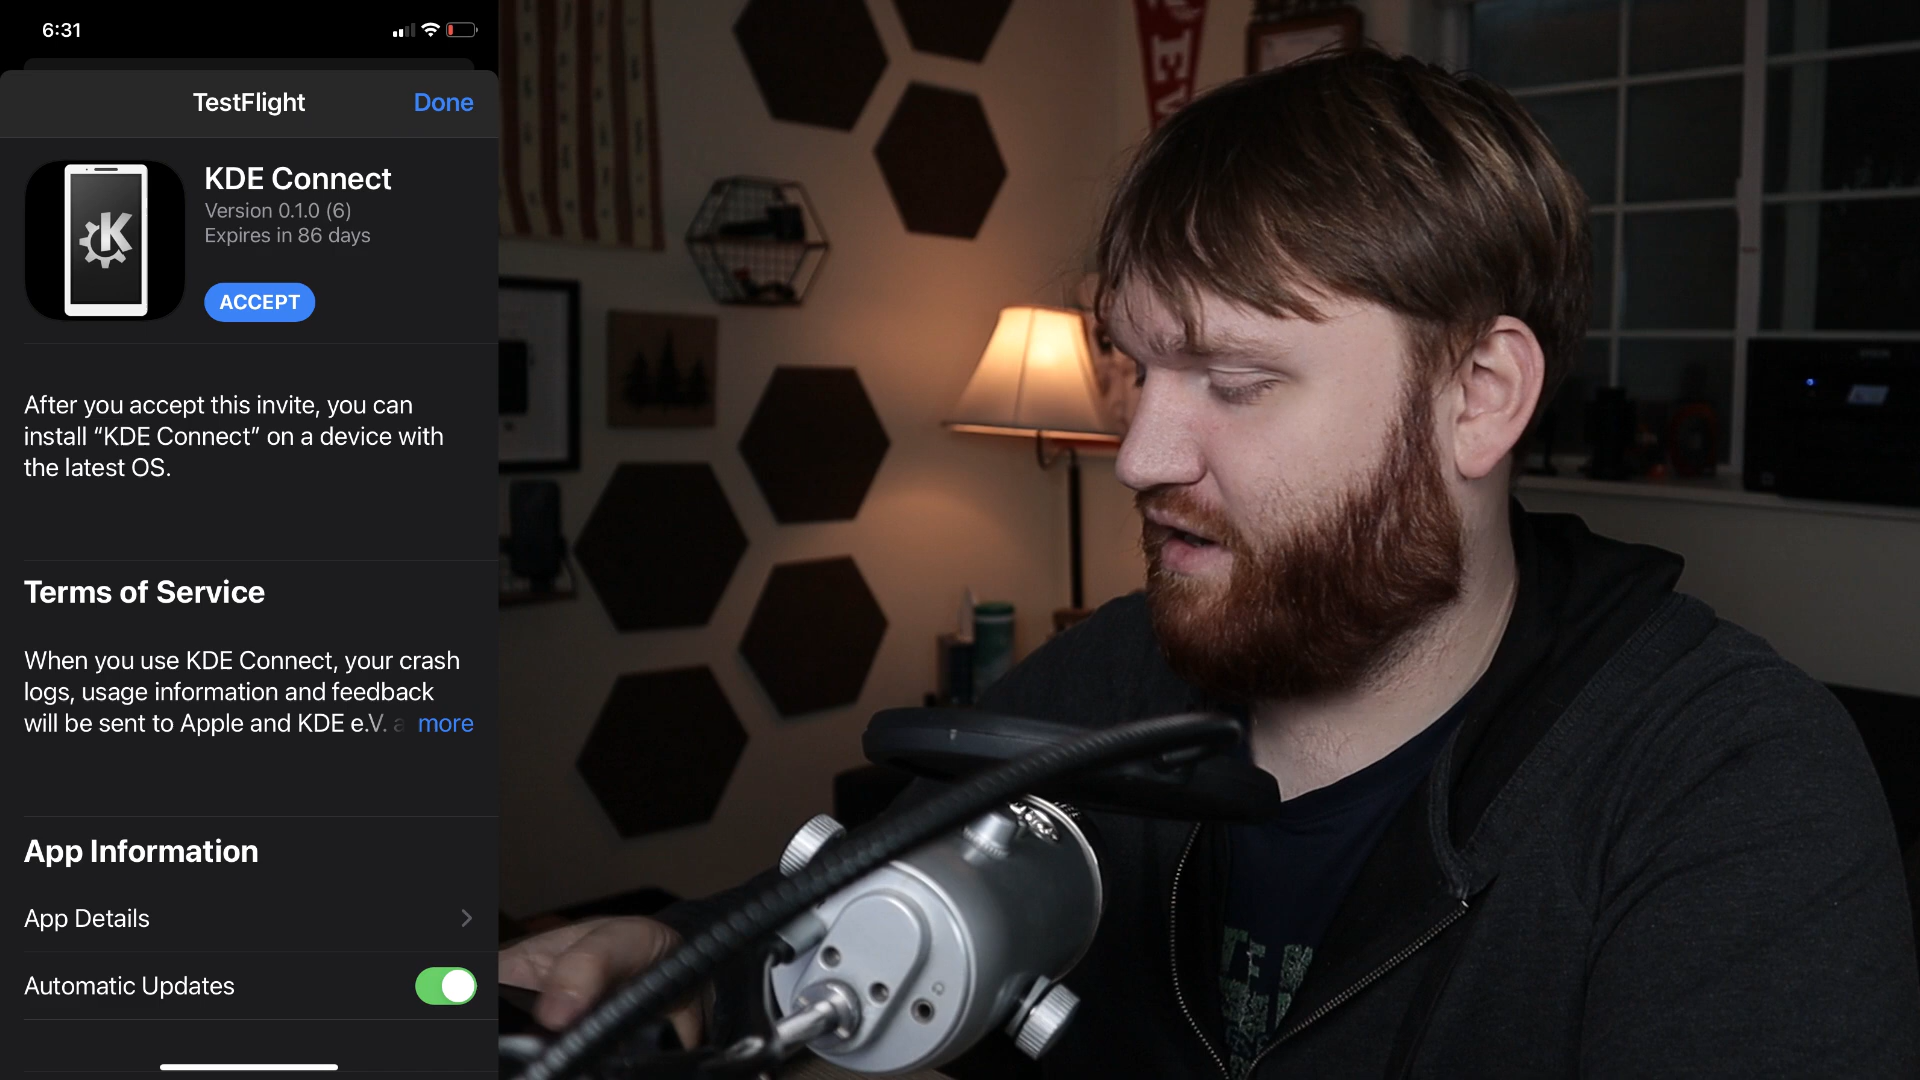 6:31
TestFlight
Done
KDE Connect
Version 0.1.0 (6)
Expires in 86 days
ACCEPT
After you accept this invite, you can
install “KDE Connect” on a device with
the latest OS.
Terms of Service
When you use KDE Connect, your crash
logs, usage information and feedback
will be sent to Apple and KDE e.V. a more
App Information
App Details
Automatic Updates
EV